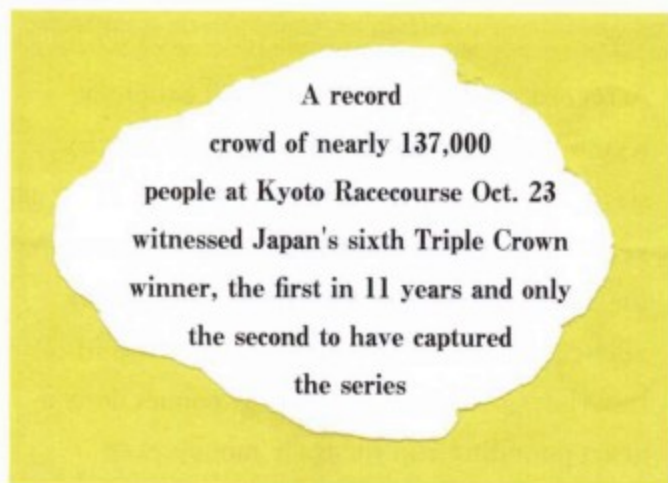 A record
crowd of nearly 137,000
people at Kyoto Racecourse Oct. 23
witnessed Japan's sixth Triple Crown
winner, the first in 11 years and only
the second to have captured
the series